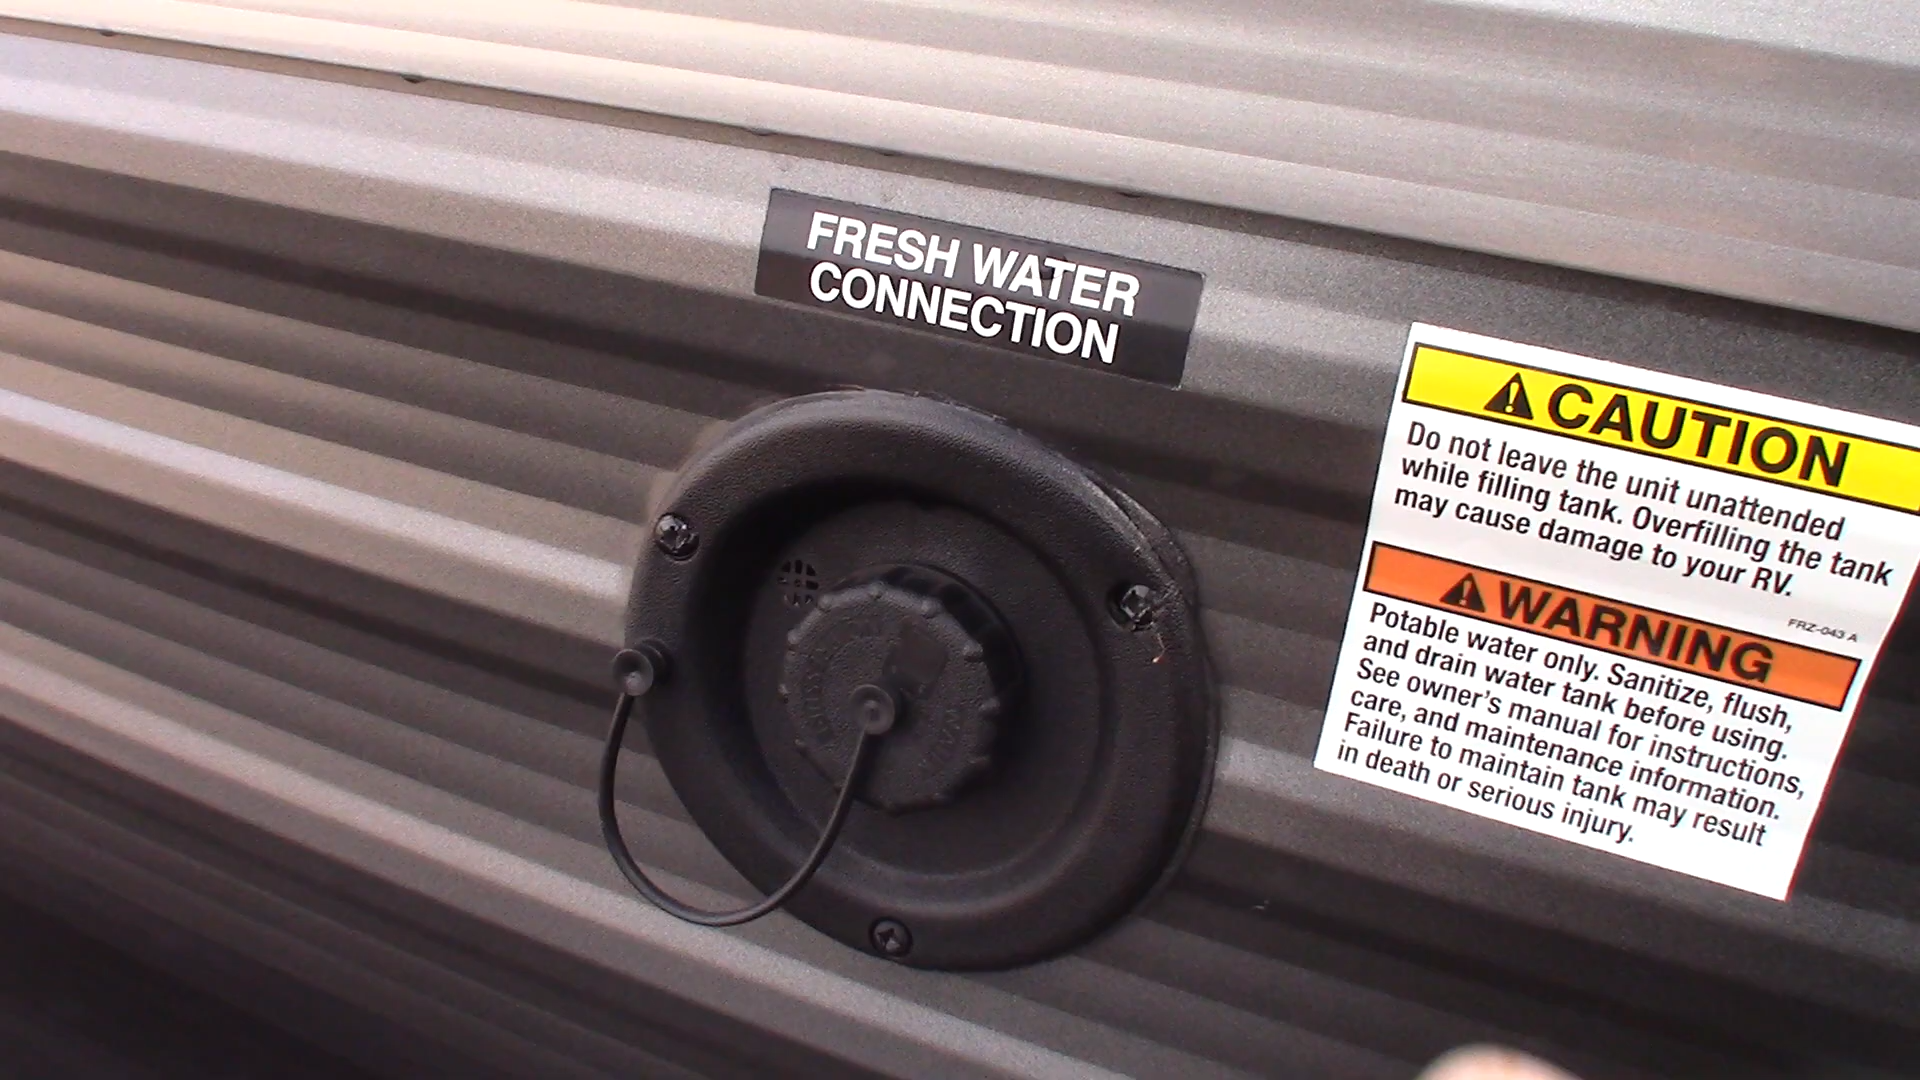 FRESH WATER
CONNECTION
CAUTION
Do not leave the unit unattended
while filling tank. Overfilling the tank
may cause damage to your RV.
FRZ-043 A
WARNING
Potable water only. Sanitize, flush,
and drain water tank before using.
See owner's manual for instructions,
care, and maintenance information.
Failure to maintain tank may result
in death or serious injury.